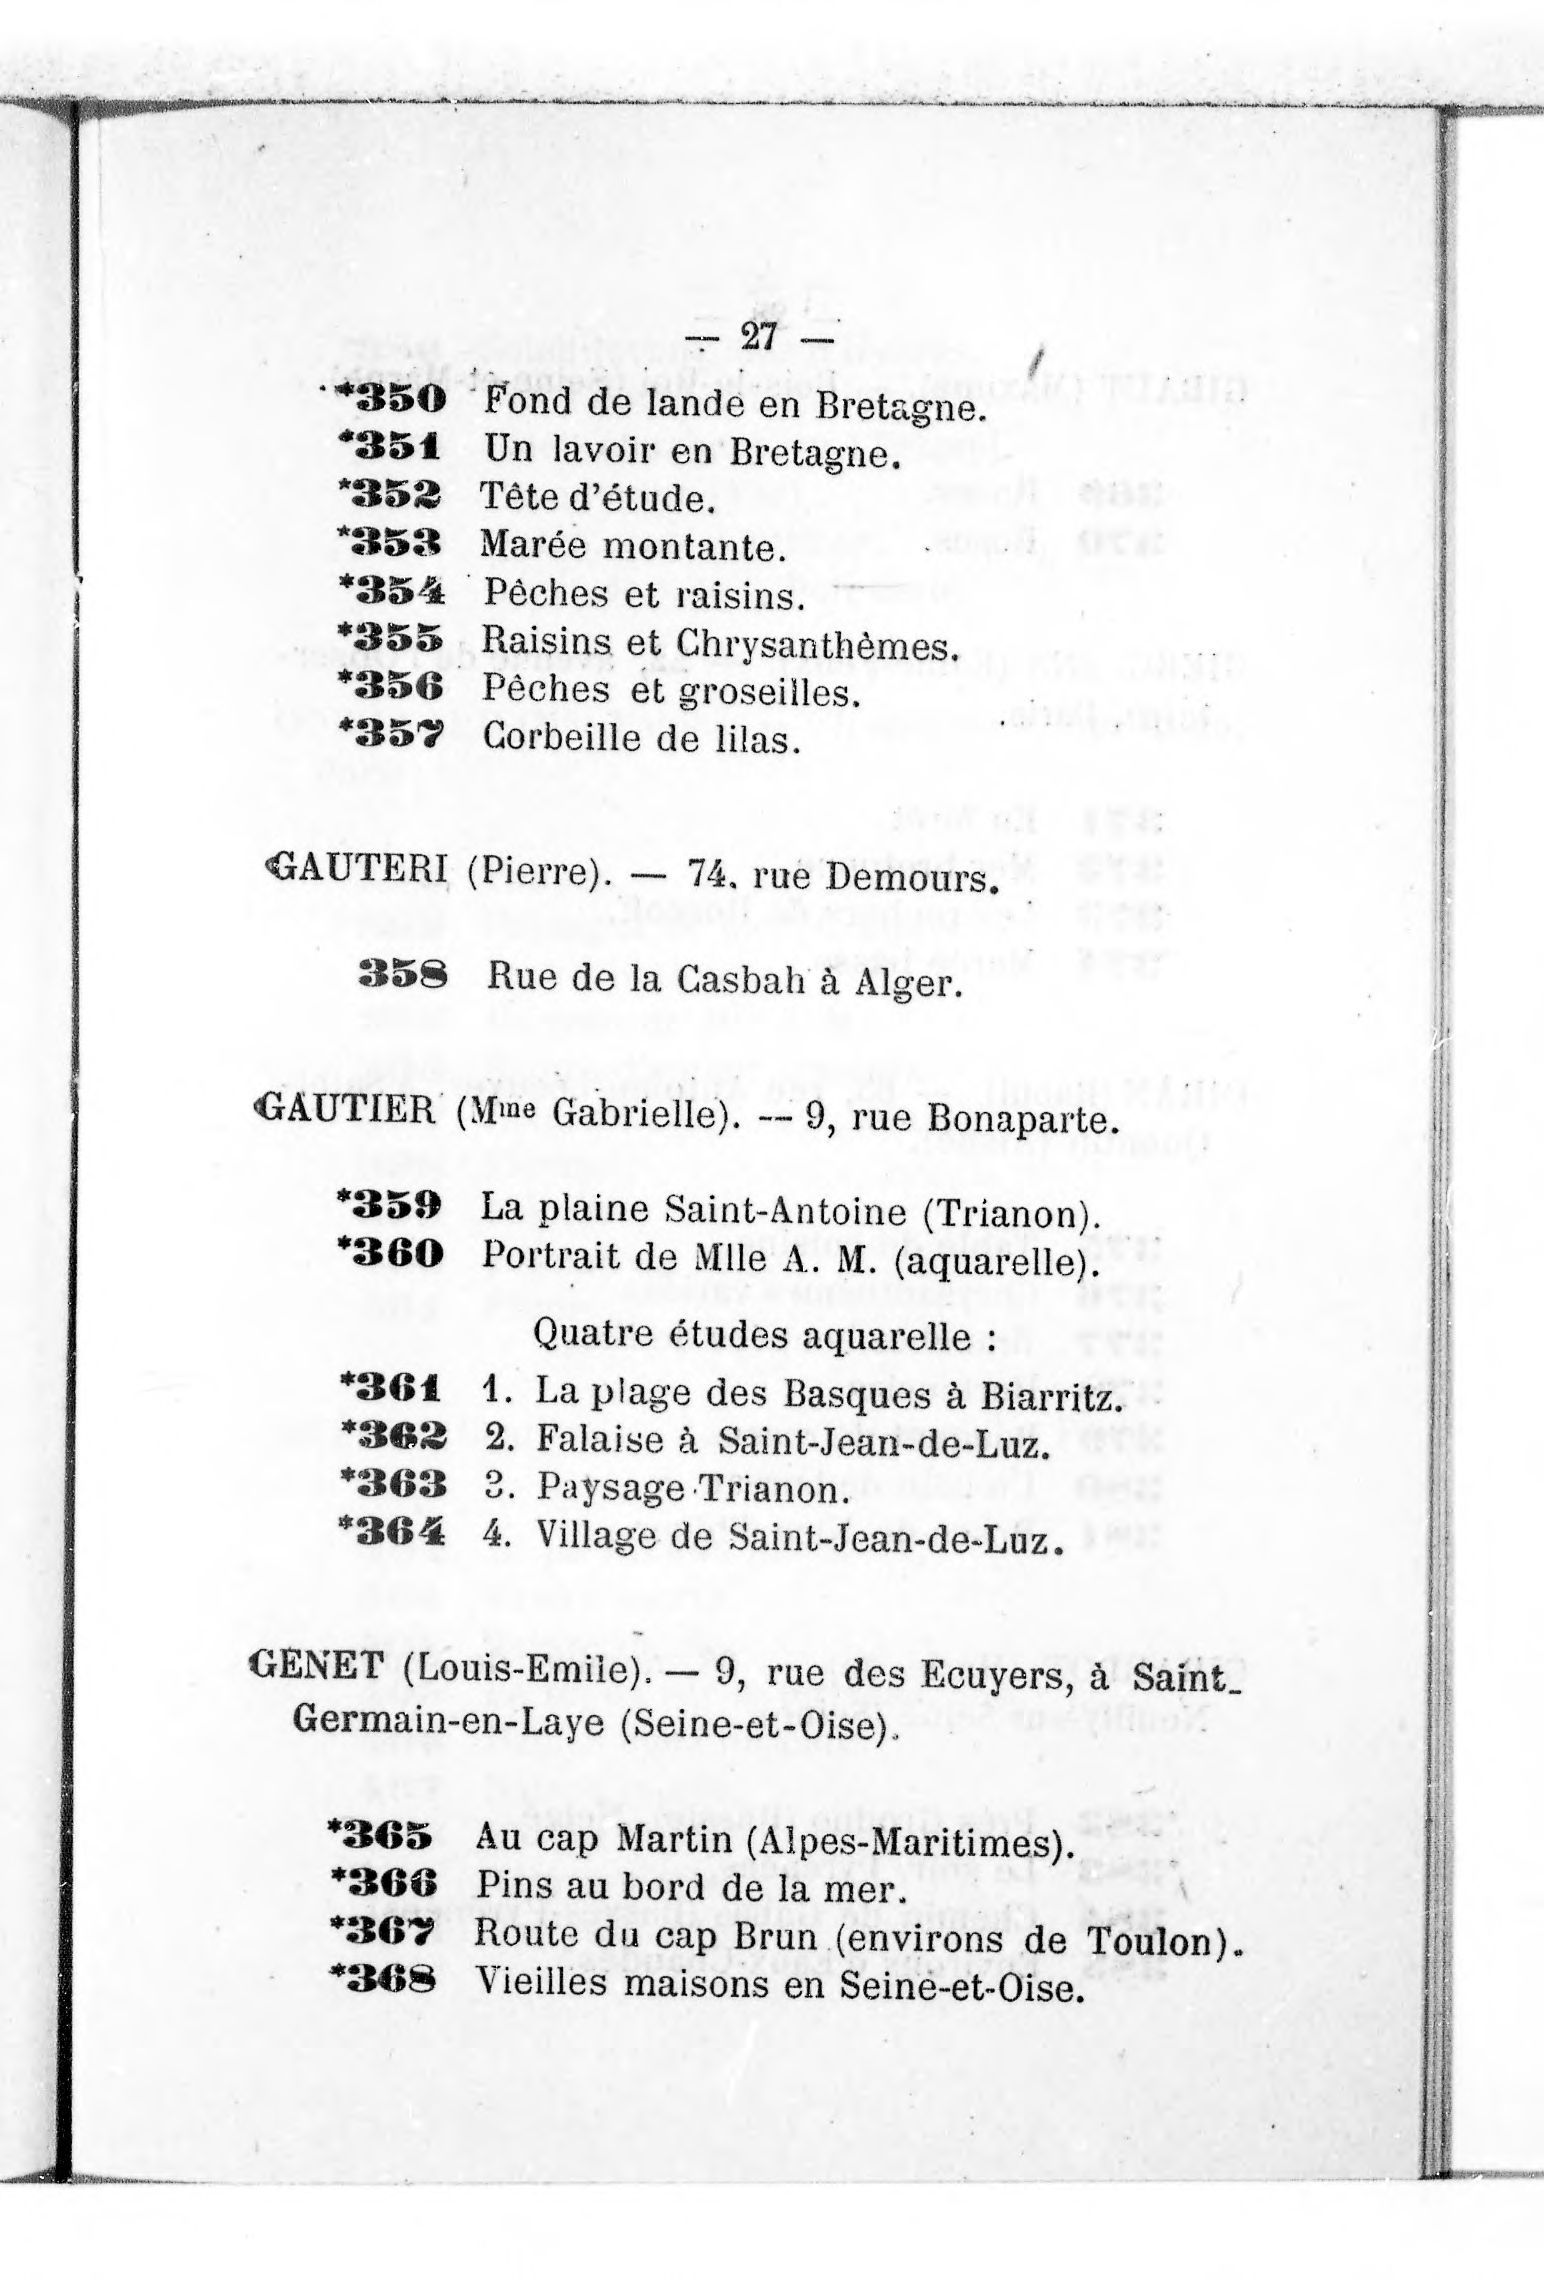 — 27 —
*350 Fond de lande en Bretagne.
*351 Un lavoir en Bretagne.
*352 Tête d'étude.
*353 Marée montante.
*354 Pêches et raisins.
*355 Raisins et Chrysanthèmes.
*356 Pêches et groseilles.
*357 Corbeille de lilas.
GAUTERI (Pierre). — 74. rue Demours.
358 Rue de la Casbah à Alger.
GAUTIER (Mme Gabrielle). — 9, rue Bonaparte.
*359 La plaine Saint-Antoine (Trianon).
*360 Portrait de Mlle A. M. (aquarelle).
Quatre études aquarelle :
*361 1. La plage des Basques à Biarritz.
*362 2. Falaise à Saint-Jean-de-Luz.
*363 3. Paysage Trianon.
*364 4. Village de Saint-Jean-de-Luz.
GENET (Louis-Emile). — 9, rue des Ecuyers, à Saint-
Germain-en-Laye (Seine-et-Oise).
*365 Au cap Martin (Alpes-Maritimes).
*366 Pins au bord de la mer.
*367 Route du cap Brun (environs de Toulon).
*368 Vieilles maisons en Seine-et-Oise.